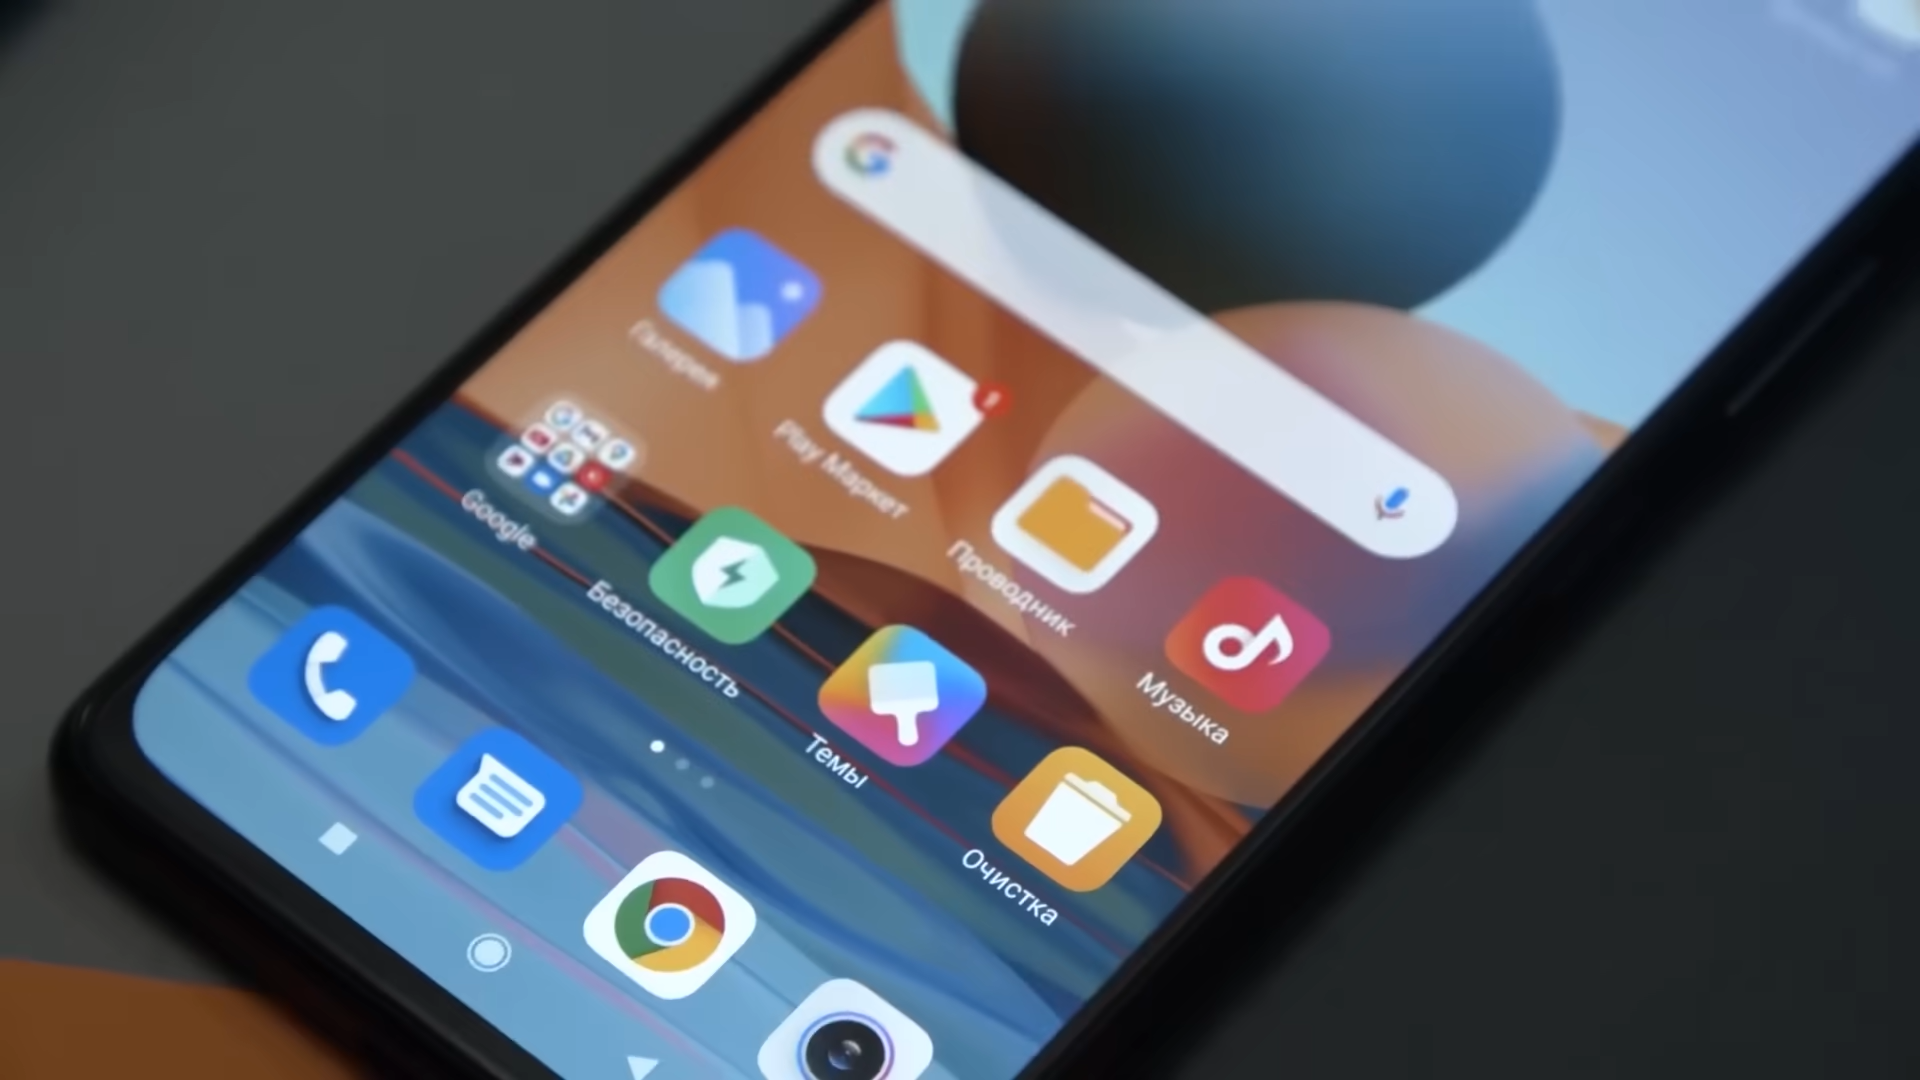 Галерея
Play Маркет
Проводник
Музыка
Google
Безопасность
Темы
Очистка